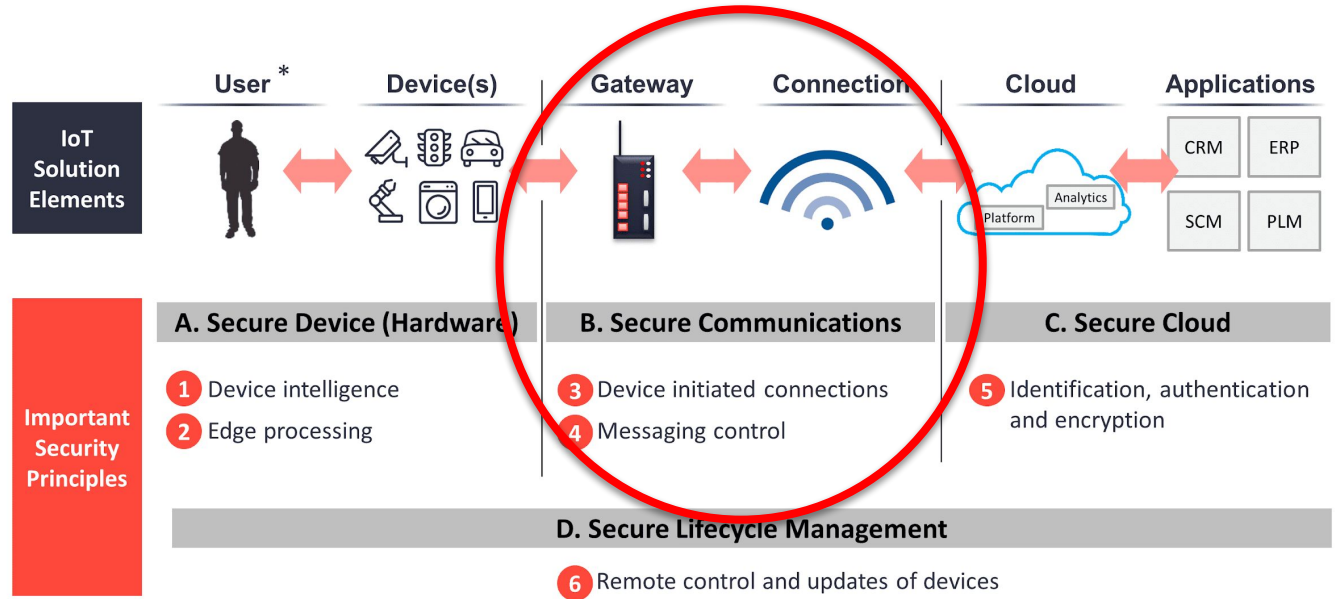 User *
Device(s)
Gateway
Connection
Cloud
Applications
IoT
Solution
Elements
CRM
ERP
Analytics
Platform
SCM
PLM
A. Secure Device (Hardware)
B. Secure Communications
C. Secure Cloud
Important
Security
Principles
1 Device intelligence
2 Edge processing
3 Device initiated connections
4 Messaging control
5 Identification, authentication
and encryption
D. Secure Lifecycle Management
6 Remote control and updates of devices